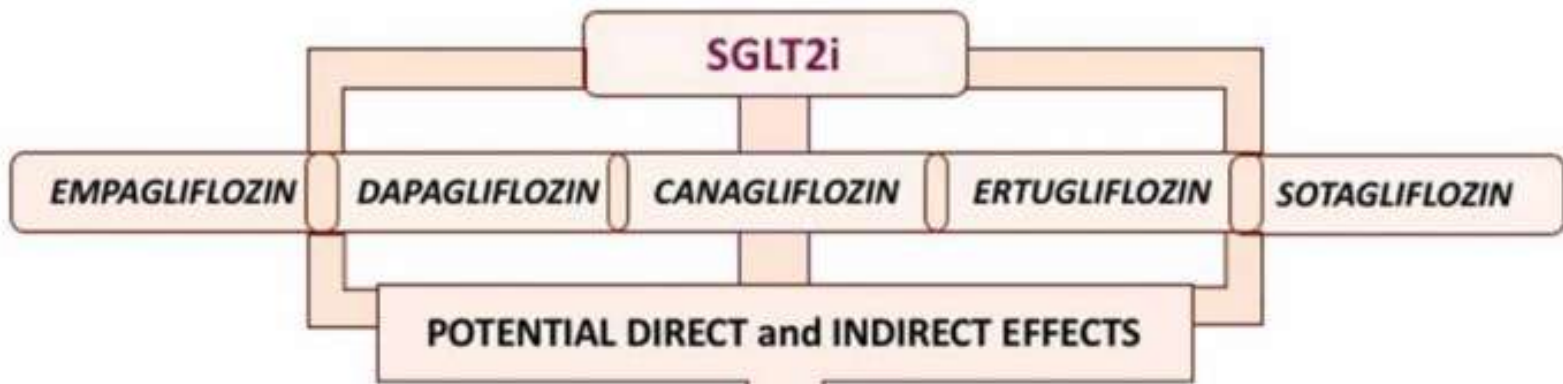 SGLT2i
EMPAGLIFLOZIN DAPAGLIFLOZIN CANAGLIFLOZIN ERTUGLIFLOZIN SOTAGLIFLOZIN
POTENTIAL DIRECT and INDIRECT EFFECTS